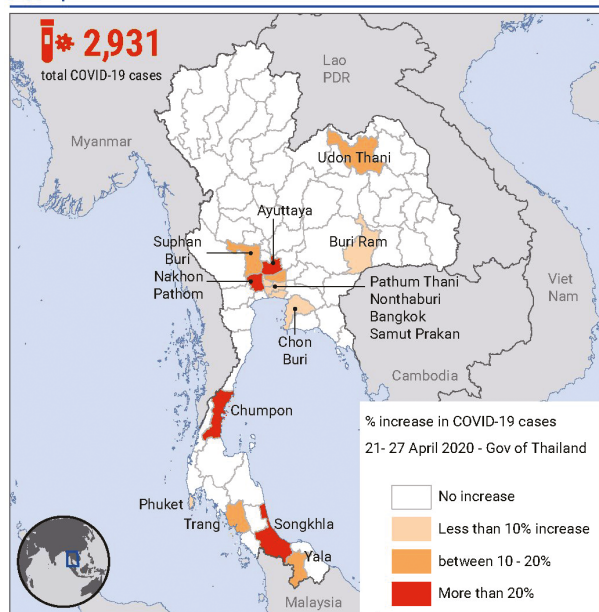 2,931
total COVID-19 cases
Lao
PDR
Myanmar
Udon Thani
Ayuttaya
Suphan
Buri
Buri Ram
Nakhon
Pathom
Pathum Thani
Nonthaburi
Bangkok
Samut Prakan
Viet
Nam
Chon
Buri
Cambodia
Chumpon
% increase in COVID-19 cases
21- 27 April 2020 - Gov of Thailand
No increase
Less than 10% increase
between 10 - 20%
More than 20%
Phuket
Trang
Songkhla
Yala
Malaysia